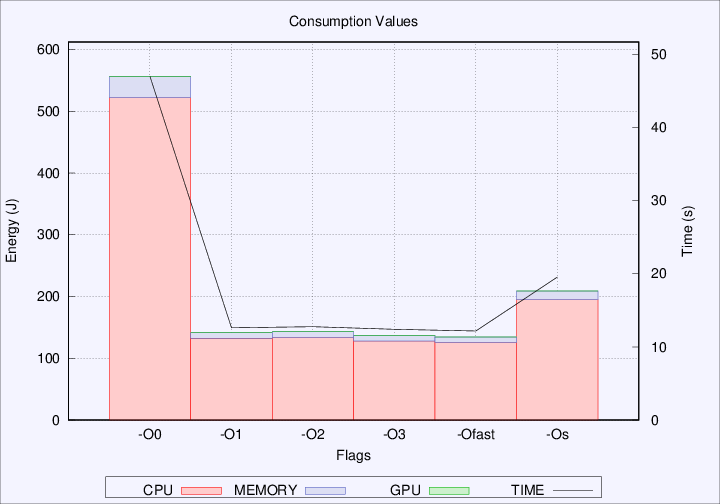 Consumption Values
600
500
400
300
200
100
0
50
40
30
20
10
0
Energy (J)
Time (s)
-O0 -O1 -O2 -O3 -Ofast -Os
Flags
CPU MEMORY GPU TIME